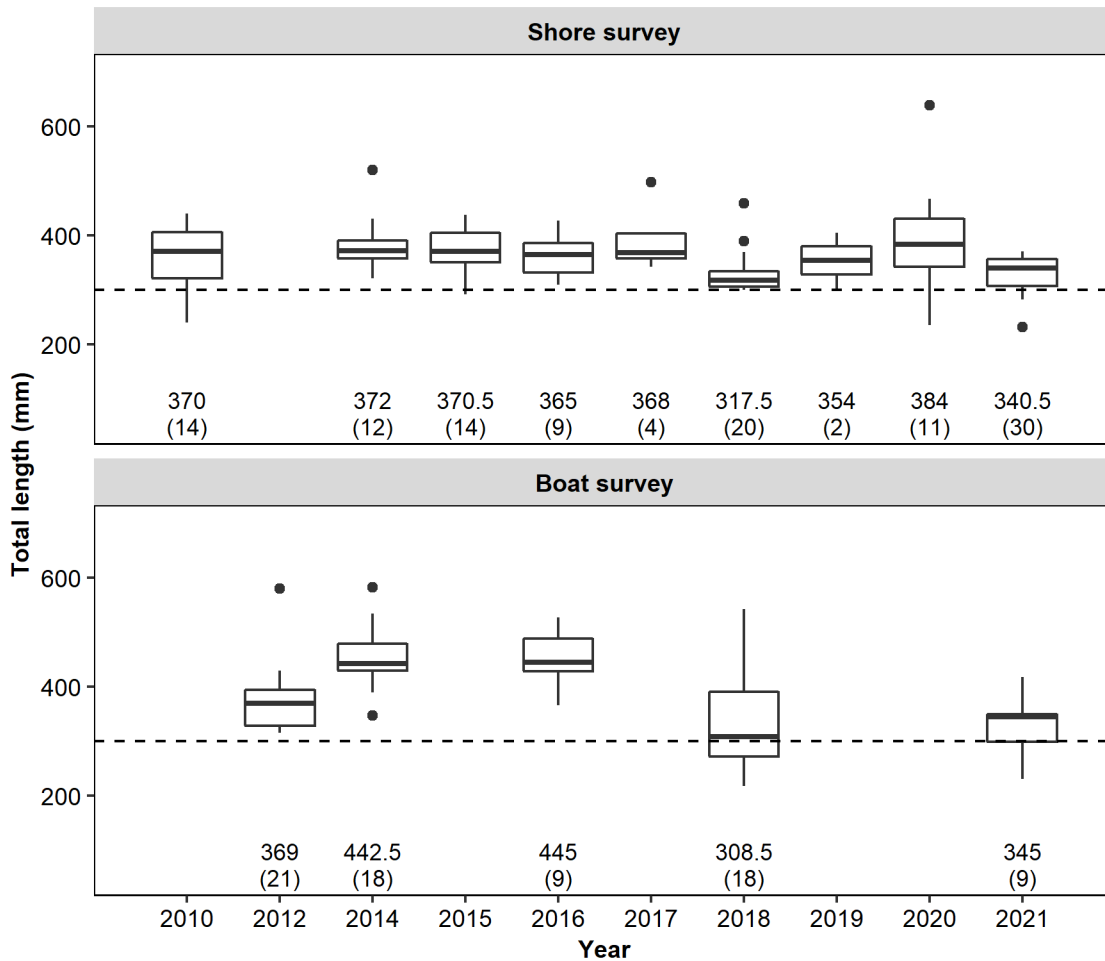 Shore survey
600
400
200
370 372 370.5 365 368 317.5 354 384 340.5
(14) (12) (14) (9) (4) (20) (2) (11) (30)
Total length (mm)
Boat survey
600
400
200
369 442.5 445 308.5 345
(21) (18) (9) (18) (9)
2010 2012 2014 2015 2016 2017 2018 2019 2020 2021
Year